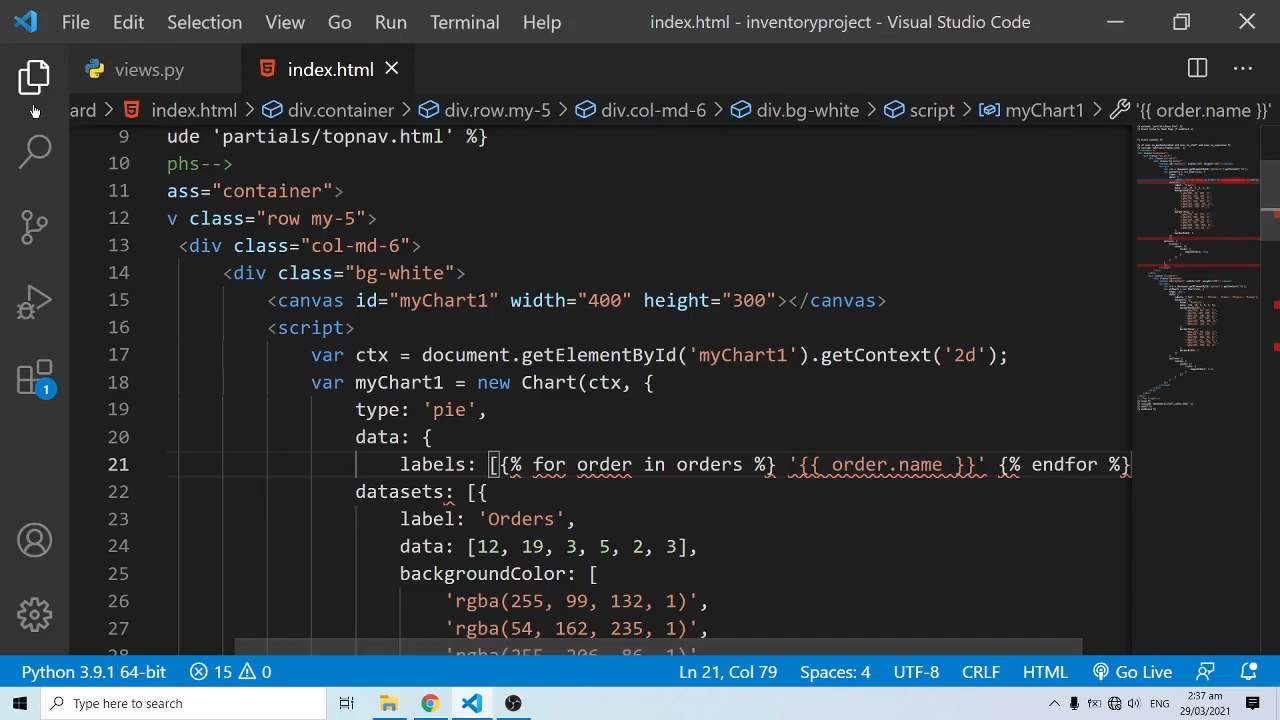 File Edit Selection View Go Run Terminal Help index.html - inventoryproject - Visual Studio Code
views.py index.html
ard index.html div.container div.row.my-5 div.col-md-6 div.bg-white script myChart1 '{{ order.name }}'
9 ude 'partials/topnav.html' %}
10 phs-->
11 ass="container">
12 v class="row my-5">
13 <div class="col-md-6">
14 <div class="bg-white">
15 <canvas id="myChart1" width="400" height="300"></canvas>
16 <script>
17 var ctx = document.getElementById('myChart1').getContext('2d');
18 var myChart1 = new Chart(ctx, {
19 type: 'pie',
20 data: {
21 labels: [{% for order in orders %} '{{ order.name }}' {% endfor %}
22 datasets: [{
23 label: 'Orders',
24 data: [12, 19, 3, 5, 2, 3],
25 backgroundColor: [
26 'rgba(255, 99, 132, 1)',
27 'rgba(54, 162, 235, 1)',
28 'rgba(255, 206, 86, 1)'
1
Python 3.9.1 64-bit 15 0 Ln 21, Col 79 Spaces: 4 UTF-8 CRLF HTML Go Live
Type here to search ENG 2:37 am
29/03/2021